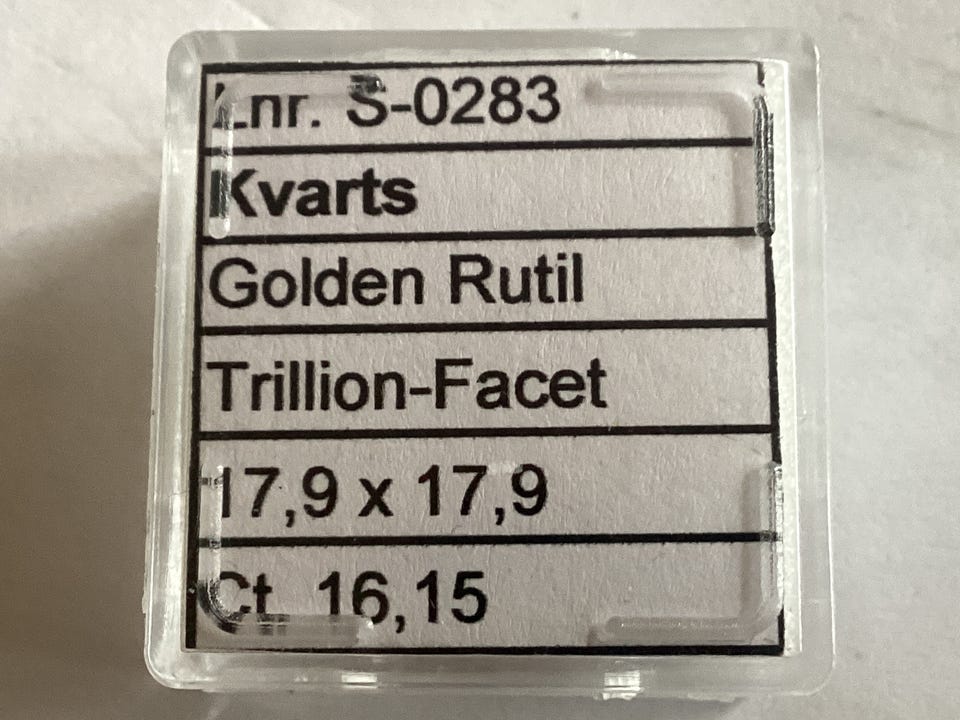 Lnr. S-0283
Kvarts
Golden Rutil
Trillion-Facet
17,9 x 17,9
Ct. 16,15